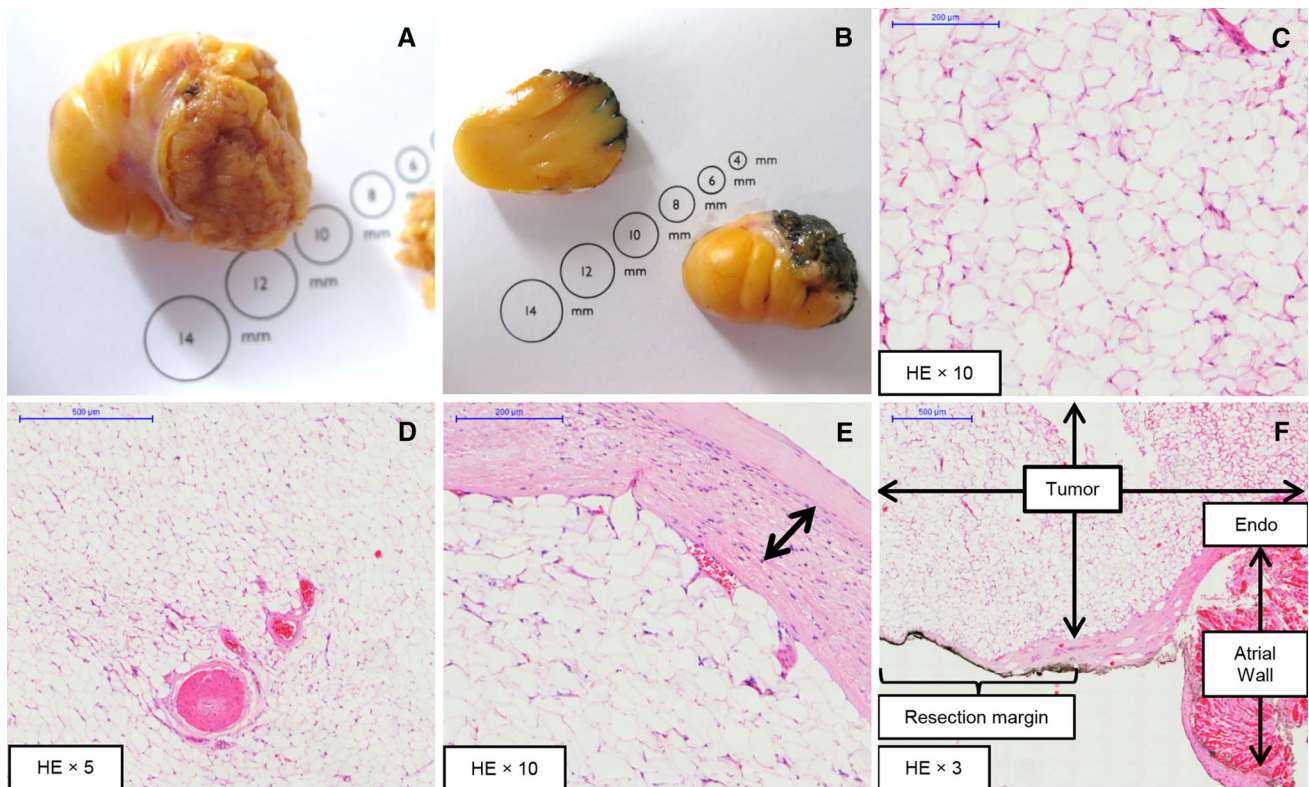 A
14
12
10
8
6
mm
mm
mm
B
4 mm
6 mm
8 mm
10 mm
12 mm
14 mm
200 µm
C
HE × 10
500 µm
D
HE × 5
200 µm
E
HE × 10
500 µm
F
Tumor
Endo
Atrial
Wall
Resection margin
HE × 3